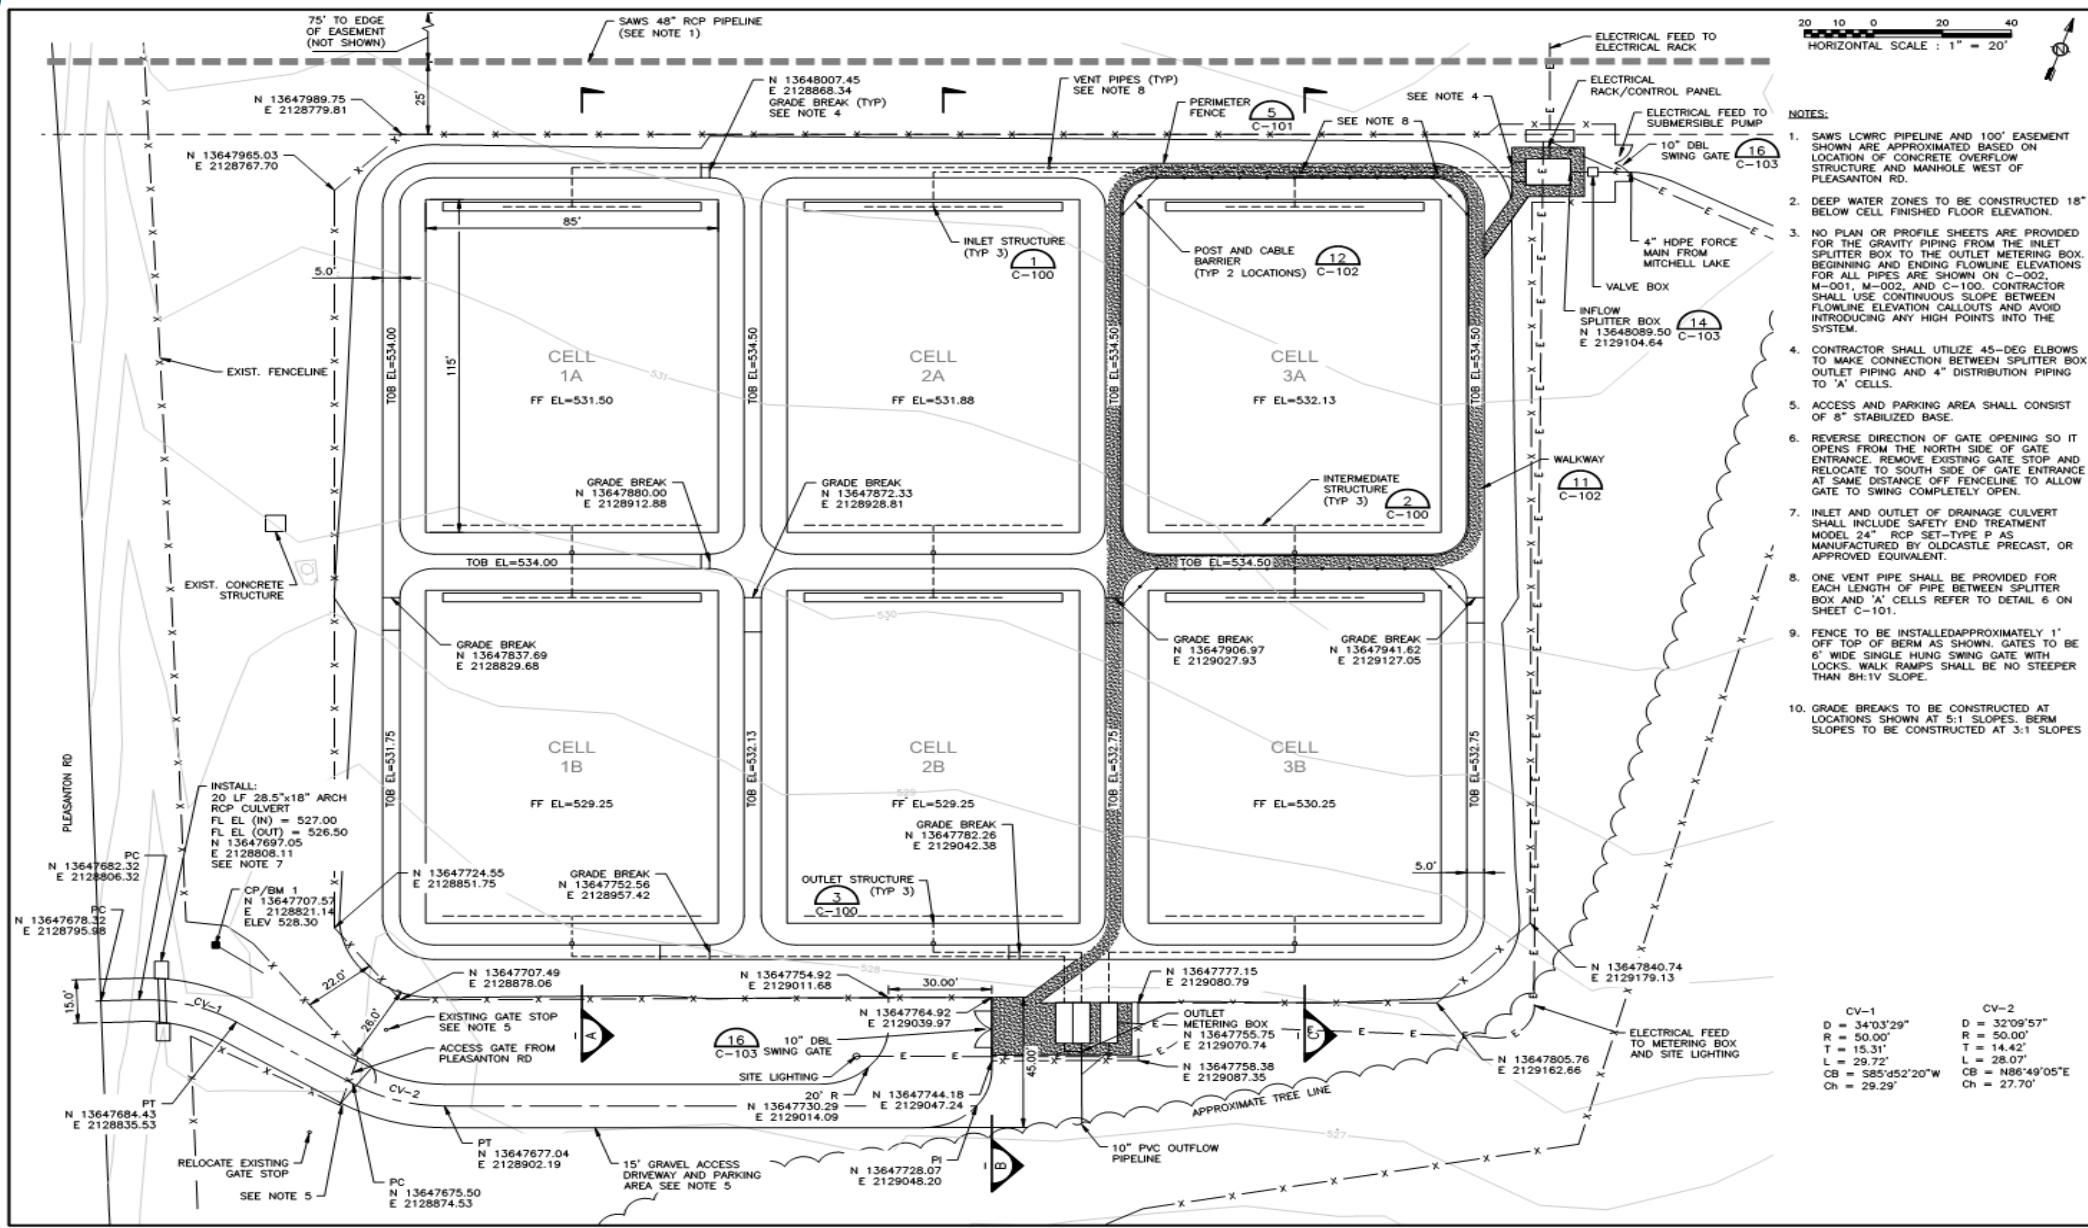 75' TO EDGE
OF EASEMENT
(NOT SHOWN)
SAWS 48" RCP PIPELINE
(SEE NOTE 1)
25'
N 13647989.75
E 2128779.81
N 13647965.03
E 2128767.70
N 13648007.45
E 2128868.34
GRADE BREAK (TYP)
SEE NOTE 4
VENT PIPES (TYP)
SEE NOTE 8
PERIMETER
FENCE
5
C-101
SEE NOTE 8
SEE NOTE 4
ELECTRICAL FEED TO
ELECTRICAL RACK
ELECTRICAL
RACK/CONTROL PANEL
ELECTRICAL FEED TO
SUBMERSIBLE PUMP
10" DBL
SWING GATE
16
C-103
20 10 0 20 40
HORIZONTAL SCALE : 1" = 20'
N
85'
115'
5.0'
INLET STRUCTURE
(TYP 3)
1
C-100
POST AND CABLE
BARRIER
(TYP 2 LOCATIONS)
12
C-102
4" HDPE FORCE
MAIN FROM
MITCHELL LAKE
VALVE BOX
INFLOW
SPLITTER BOX
N 13648089.50
E 2129104.64
14
C-103
EXIST. FENCELINE
TOB EL=534.00
TOB EL=534.50
TOB EL=534.50
TOB EL=534.50
CELL
1A
FF EL=531.50
531
CELL
2A
FF EL=531.88
CELL
3A
FF EL=532.13
GRADE BREAK
N 13647880.00
E 2128912.88
GRADE BREAK
N 13647872.33
E 2128928.81
INTERMEDIATE
STRUCTURE
(TYP 3)
2
C-100
WALKWAY
11
C-102
TOB EL=534.00
TOB EL=534.50
EXIST. CONCRETE
STRUCTURE
530
GRADE BREAK
N 13647837.69
E 2128829.68
GRADE BREAK
N 13647906.97
E 2129027.93
GRADE BREAK
N 13647941.62
E 2129127.05
TOB EL=531.75
TOB EL=532.13
TOB EL=532.75
TOB EL=532.75
CELL
1B
FF EL=529.25
CELL
2B
529
FF EL=529.25
CELL
3B
FF EL=530.25
PLEASANTON RD
INSTALL:
20 LF 28.5"x18" ARCH
RCP CULVERT
FL EL (IN) = 527.00
FL EL (OUT) = 526.50
N 13647697.05
E 2128808.11
SEE NOTE 7
GRADE BREAK
N 13647782.26
E 2129042.38
PC
N 13647682.32
E 2128806.32
CP/BM 1
N 13647707.57
E 2128821.14
ELEV 528.30
N 13647724.55
E 2128851.75
GRADE BREAK
N 13647752.56
E 2128957.42
OUTLET STRUCTURE
(TYP 3)
3
C-100
5.0'
PC
N 13647678.32
E 2128795.98
528
15.0'
CV-1
22.0'
26.0'
N 13647707.49
E 2128878.06
N 13647754.92
E 2129011.68
30.00'
N 13647777.15
E 2129080.79
N 13647840.74
E 2129179.13
EXISTING GATE STOP
SEE NOTE 5
ACCESS GATE FROM
PLEASANTON RD
A
16
C-103
10" DBL
SWING GATE
N 13647764.92
E 2129039.97
OUTLET
METERING BOX
N 13647755.75
E 2129070.74
C
ELECTRICAL FEED
TO METERING BOX
AND SITE LIGHTING
SITE LIGHTING
45.00'
N 13647758.38
E 2129087.35
N 13647805.76
E 2129162.66
CV-2
20' R
N 13647730.29
E 2129014.09
N 13647744.18
E 2129047.24
APPROXIMATE TREE LINE
527
PT
N 13647684.43
E 2128835.53
RELOCATE EXISTING
GATE STOP
SEE NOTE 5
PC
N 13647675.50
E 2128874.53
PT
N 13647677.04
E 2128902.19
15' GRAVEL ACCESS
DRIVEWAY AND PARKING
AREA SEE NOTE 5
PI
N 13647728.07
E 2129048.20
B
10" PVC OUTFLOW
PIPELINE
NOTES:
1. SAWS LCWRC PIPELINE AND 100' EASEMENT
SHOWN ARE APPROXIMATED BASED ON
LOCATION OF CONCRETE OVERFLOW
STRUCTURE AND MANHOLE WEST OF
PLEASANTON RD.
2. DEEP WATER ZONES TO BE CONSTRUCTED 18"
BELOW CELL FINISHED FLOOR ELEVATION.
3. NO PLAN OR PROFILE SHEETS ARE PROVIDED
FOR THE GRAVITY PIPING FROM THE INLET
SPLITTER BOX TO THE OUTLET METERING BOX.
BEGINNING AND ENDING FLOWLINE ELEVATIONS
FOR ALL PIPES ARE SHOWN ON C-002,
M-001, M-002, AND C-100. CONTRACTOR
SHALL USE CONTINUOUS SLOPE BETWEEN
FLOWLINE ELEVATION CALLOUTS AND AVOID
INTRODUCING ANY HIGH POINTS INTO THE
SYSTEM.
4. CONTRACTOR SHALL UTILIZE 45-DEG ELBOWS
TO MAKE CONNECTION BETWEEN SPLITTER BOX
OUTLET PIPING AND 4" DISTRIBUTION PIPING
TO 'A' CELLS.
5. ACCESS AND PARKING AREA SHALL CONSIST
OF 8" STABILIZED BASE.
6. REVERSE DIRECTION OF GATE OPENING SO IT
OPENS FROM THE NORTH SIDE OF GATE
ENTRANCE. REMOVE EXISTING GATE STOP AND
RELOCATE TO SOUTH SIDE OF GATE ENTRANCE
AT SAME DISTANCE OFF FENCELINE TO ALLOW
GATE TO SWING COMPLETELY OPEN.
7. INLET AND OUTLET OF DRAINAGE CULVERT
SHALL INCLUDE SAFETY END TREATMENT
MODEL 24" RCP SET-TYPE P AS
MANUFACTURED BY OLDCASTLE PRECAST, OR
APPROVED EQUIVALENT.
8. ONE VENT PIPE SHALL BE PROVIDED FOR
EACH LENGTH OF PIPE BETWEEN SPLITTER
BOX AND 'A' CELLS REFER TO DETAIL 6 ON
SHEET C-101.
9. FENCE TO BE INSTALLEDAPPROXIMATELY 1'
OFF TOP OF BERM AS SHOWN. GATES TO BE
6' WIDE SINGLE HUNG SWING GATE WITH
LOCKS. WALK RAMPS SHALL BE NO STEEPER
THAN 8H:1V SLOPE.
10. GRADE BREAKS TO BE CONSTRUCTED AT
LOCATIONS SHOWN AT 5:1 SLOPES. BERM
SLOPES TO BE CONSTRUCTED AT 3:1 SLOPES
CV-1
D = 34°03'29"
R = 50.00'
T = 15.31'
L = 29.72'
CB = S85°d52'20"W
Ch = 29.29'
CV-2
D = 32°09'57"
R = 50.00'
T = 14.42'
L = 28.07'
CB = N86°49'05"E
Ch = 27.70'